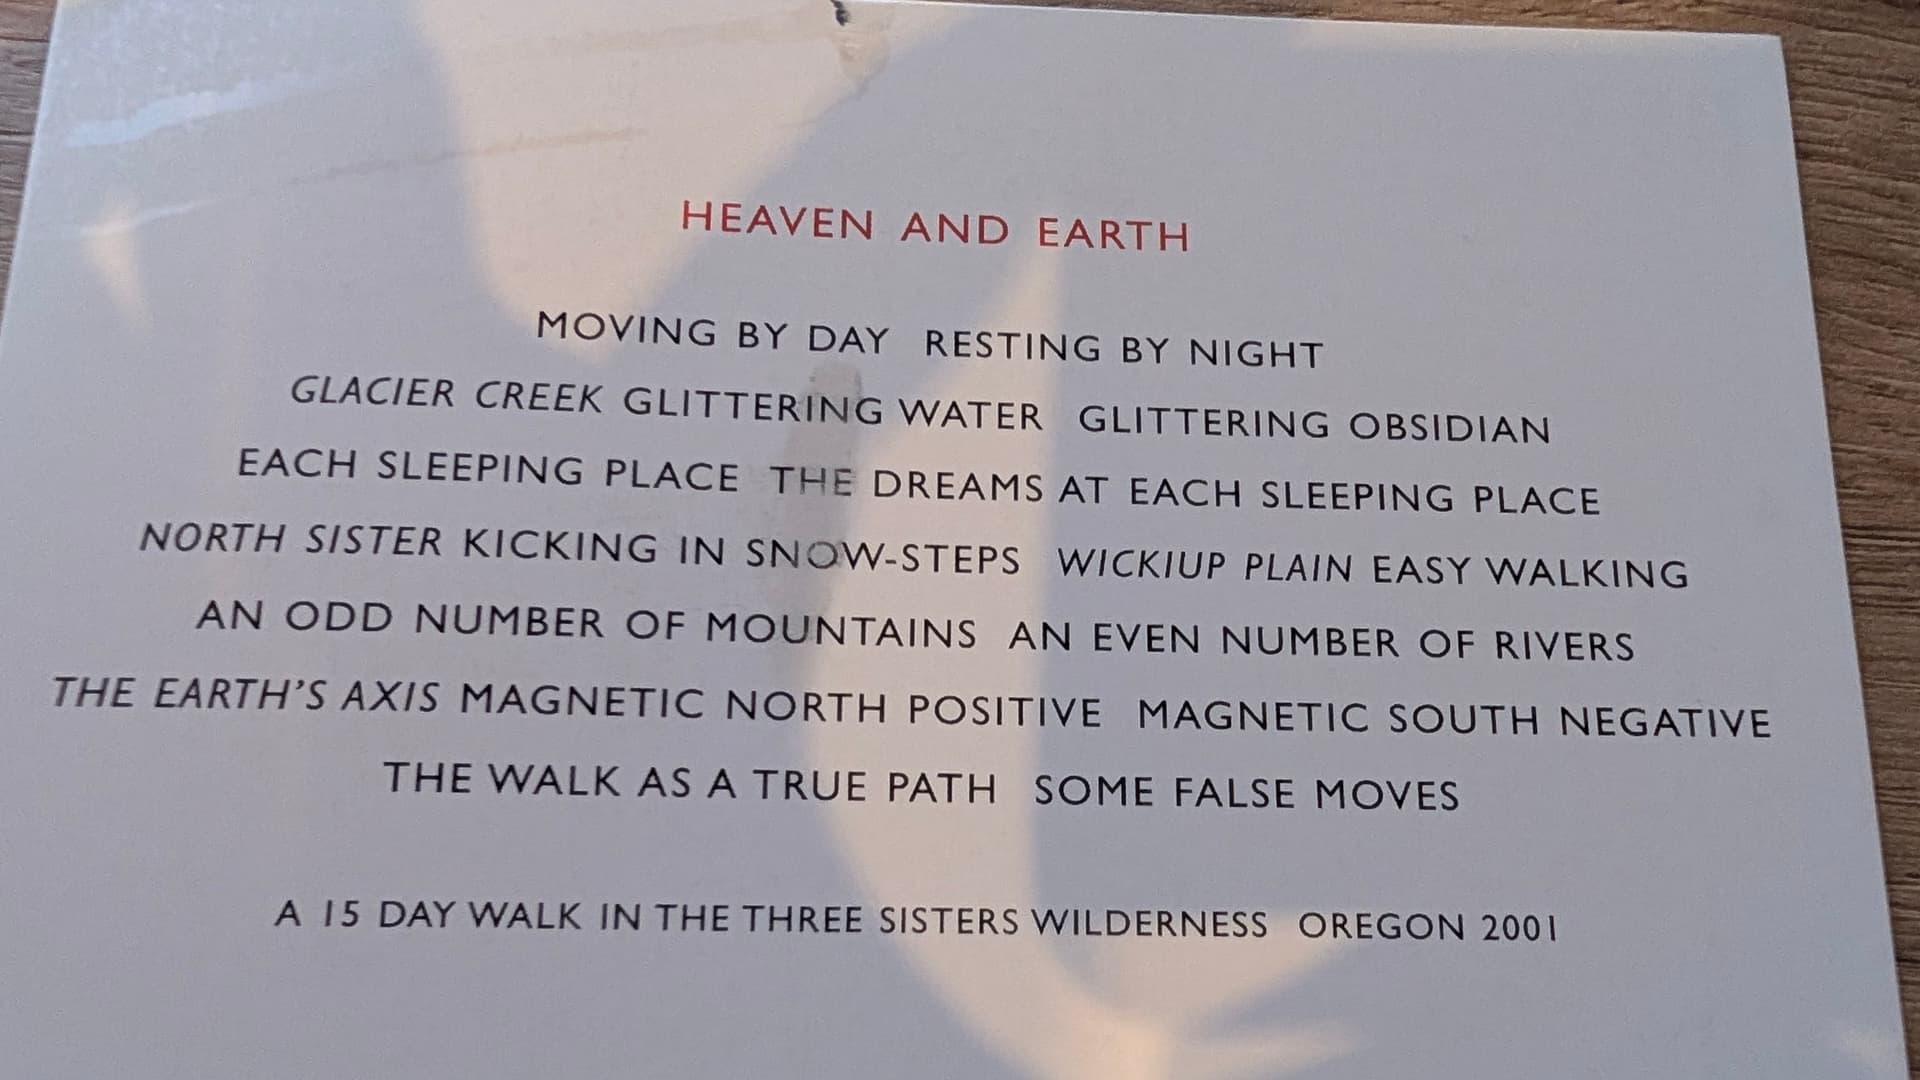 HEAVEN AND EARTH
MOVING BY DAY  RESTING BY NIGHT
GLACIER CREEK GLITTERING WATER  GLITTERING OBSIDIAN
EACH SLEEPING PLACE  THE DREAMS AT EACH SLEEPING PLACE
NORTH SISTER KICKING IN SNOW-STEPS  WICKIUP PLAIN EASY WALKING
AN ODD NUMBER OF MOUNTAINS  AN EVEN NUMBER OF RIVERS
THE EARTH'S AXIS MAGNETIC NORTH POSITIVE  MAGNETIC SOUTH NEGATIVE
THE WALK AS A TRUE PATH  SOME FALSE MOVES
A 15 DAY WALK IN THE THREE SISTERS WILDERNESS  OREGON 2001